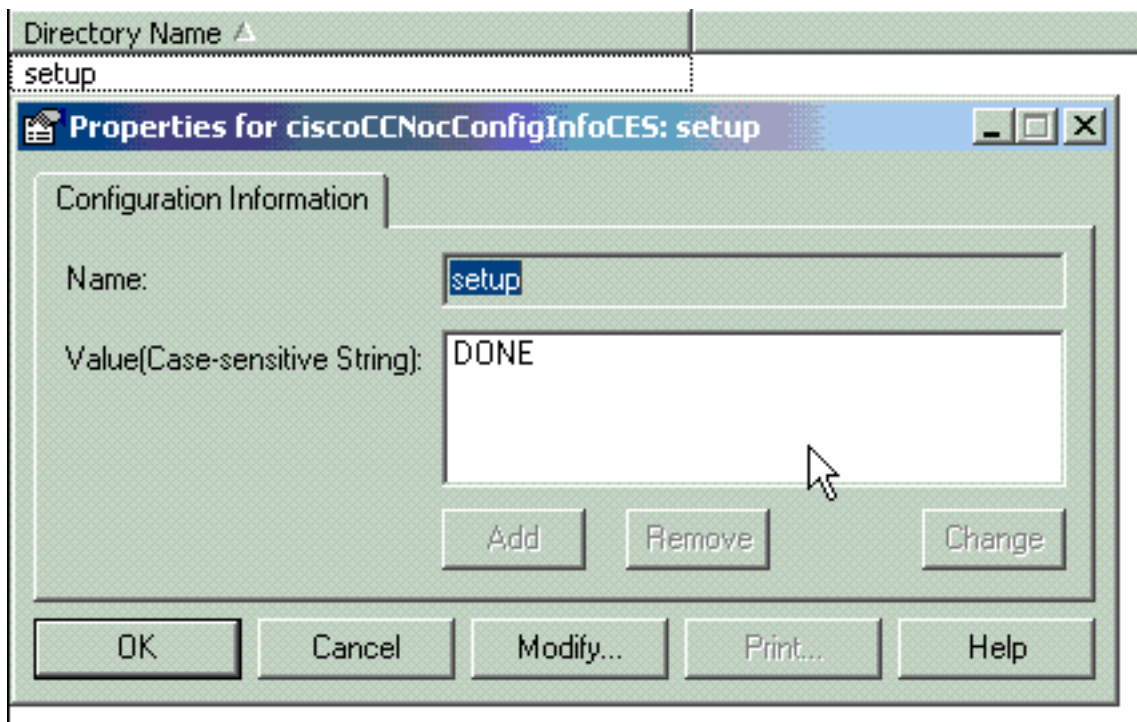 Directory Name
setup
Properties for ciscoCCNocConfigInfoCES: setup
Configuration Information
Name: setup
Value(Case-sensitive String): DONE
Add Remove Change
OK Cancel Modify... Print... Help